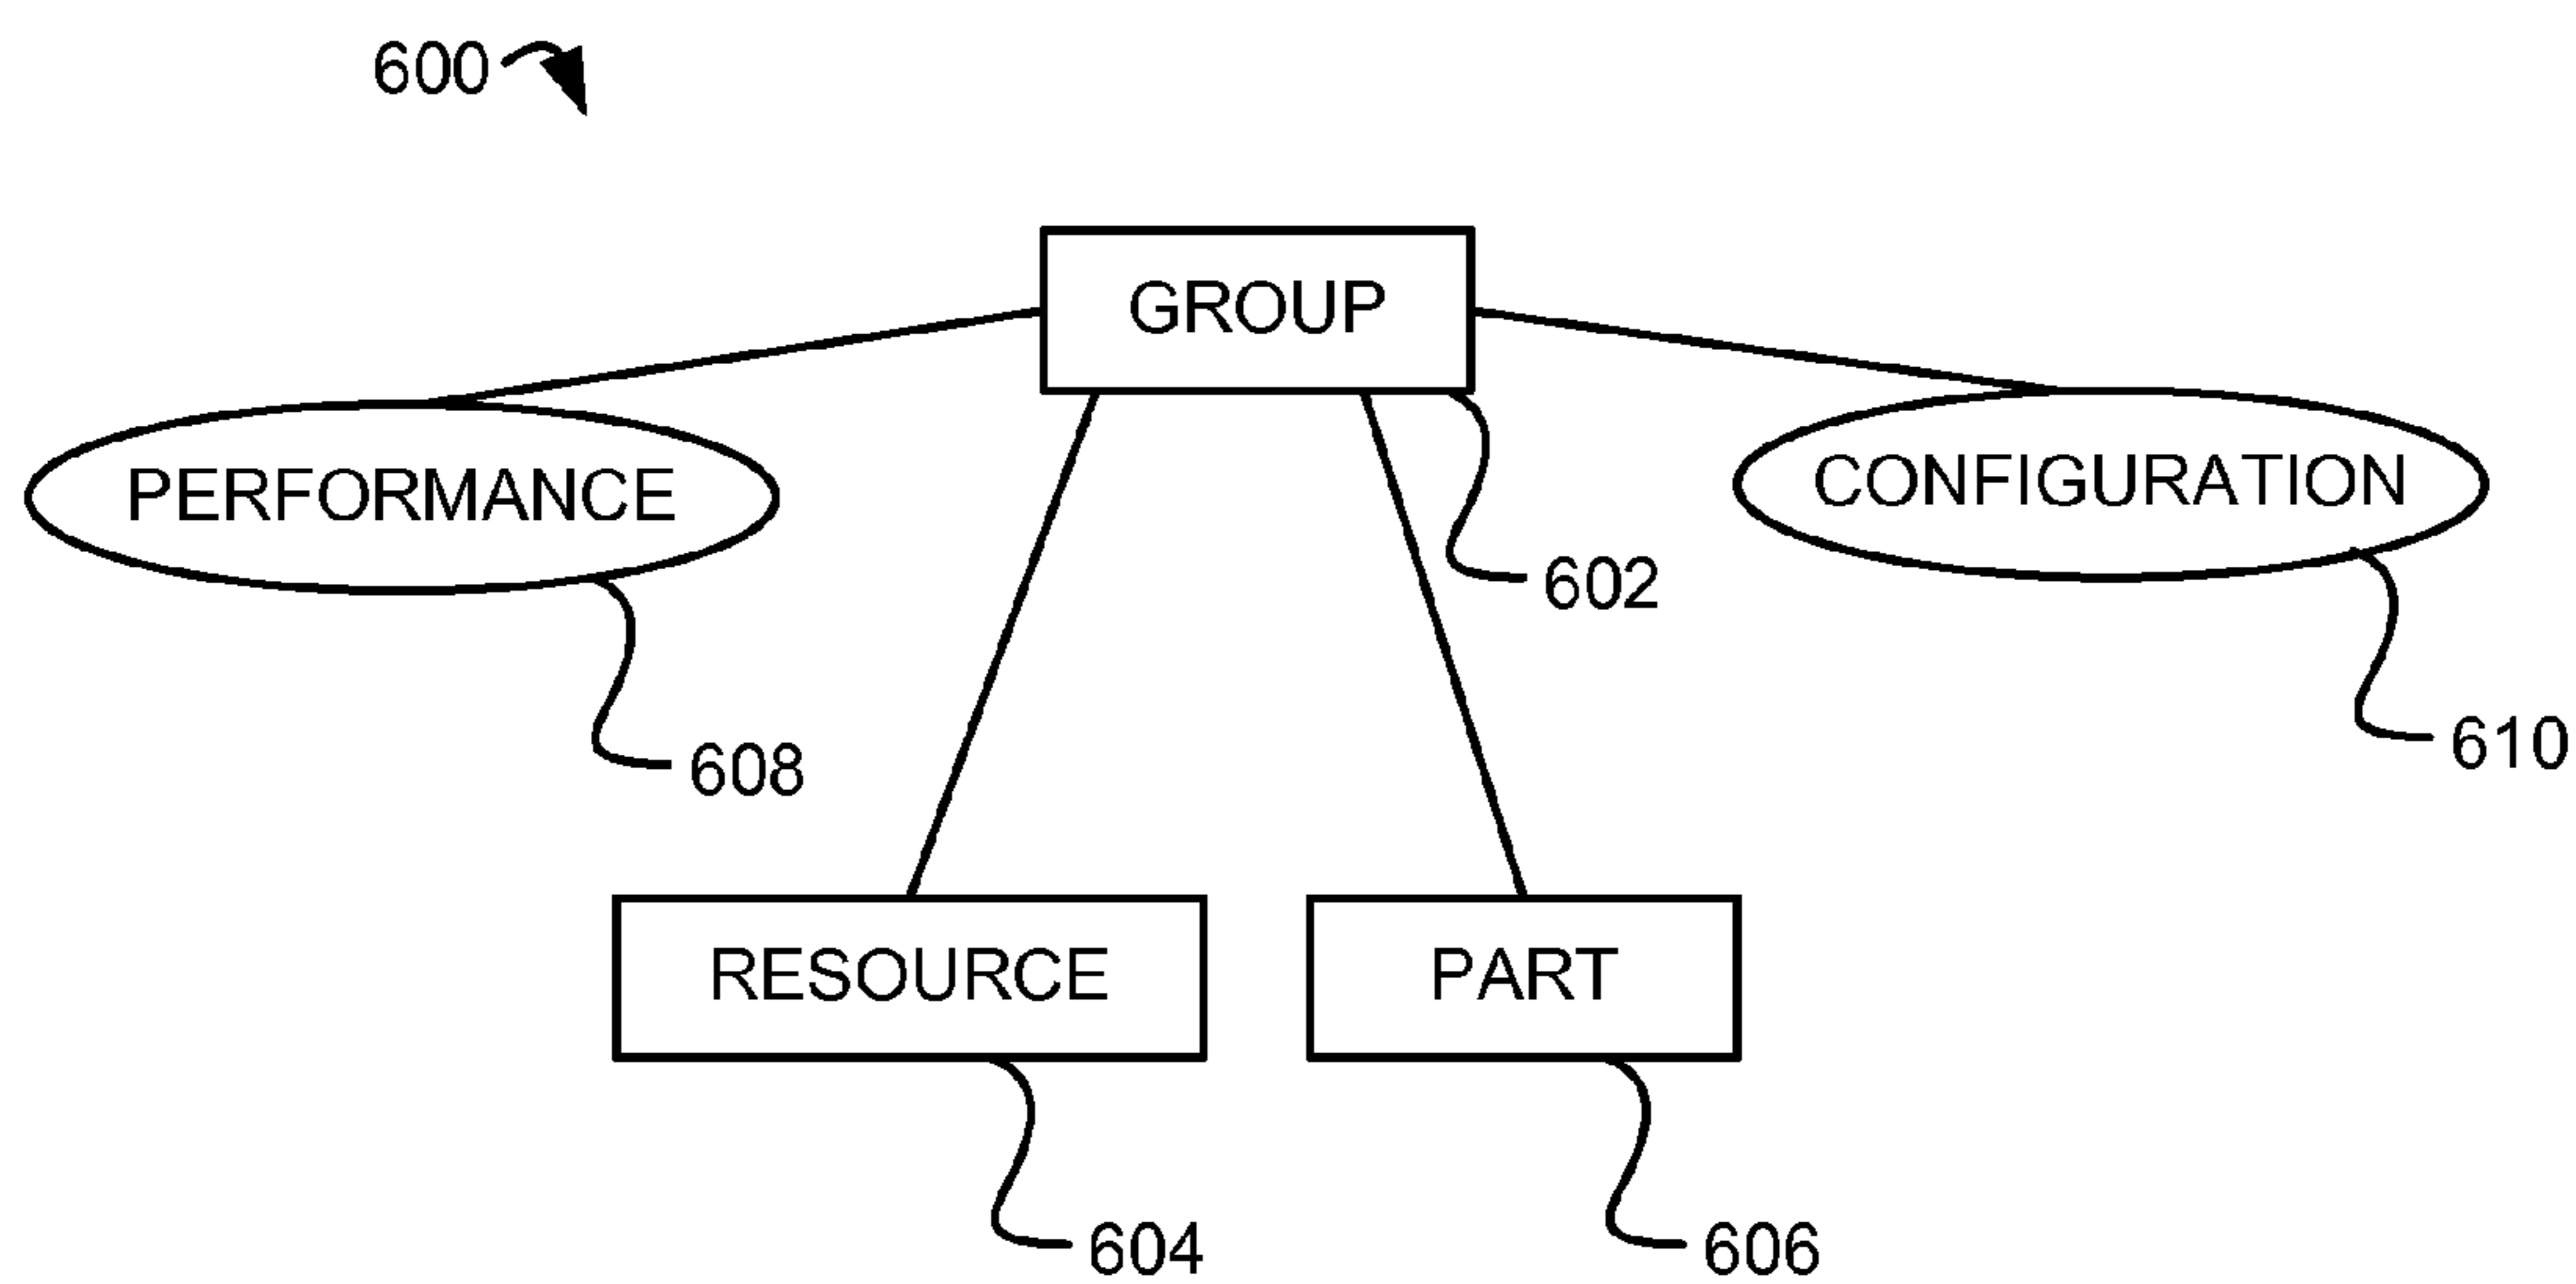 600
GROUP
PERFORMANCE
CONFIGURATION
602
608
610
RESOURCE
PART
604
606